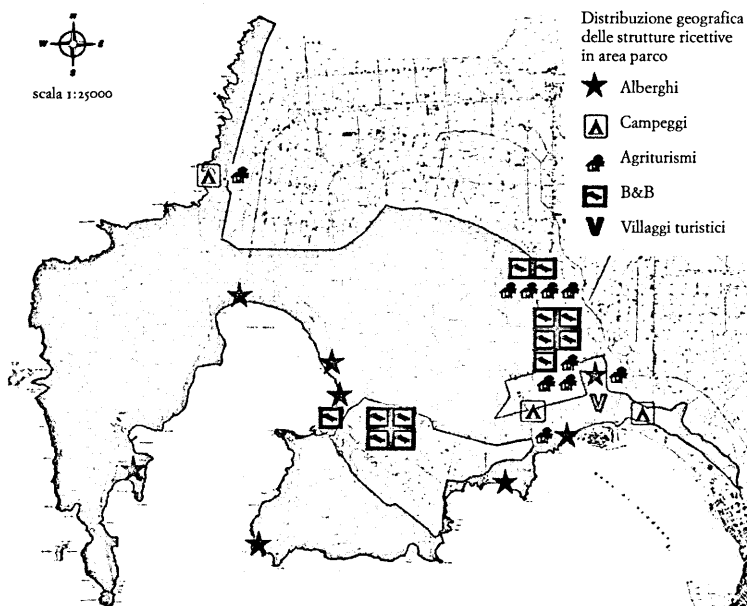 N
W E
S
scala 1:25000
Distribuzione geografica
delle strutture ricettive
in area parco
Alberghi
Campeggi
Agriturismi
B&B
Villaggi turistici